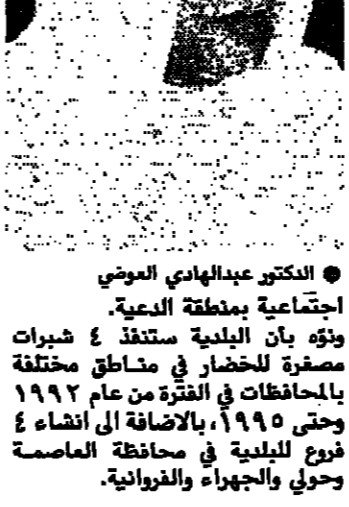 ● الدكتور عبدالهادي العوضي
اجتماعية بمنطقة الدعية.
ونوّه بأن البلدية ستنفذ ٤ شبرات
مصغرة للخضار في مناطق مختلفة
بالمحافظات في الفترة من عام ١٩٩٢
وحتى ١٩٩٥، بالاضافة الى انشاء ٤
فروع للبلدية في محافظة العاصمة
وحولي والجهراء والفروانية.